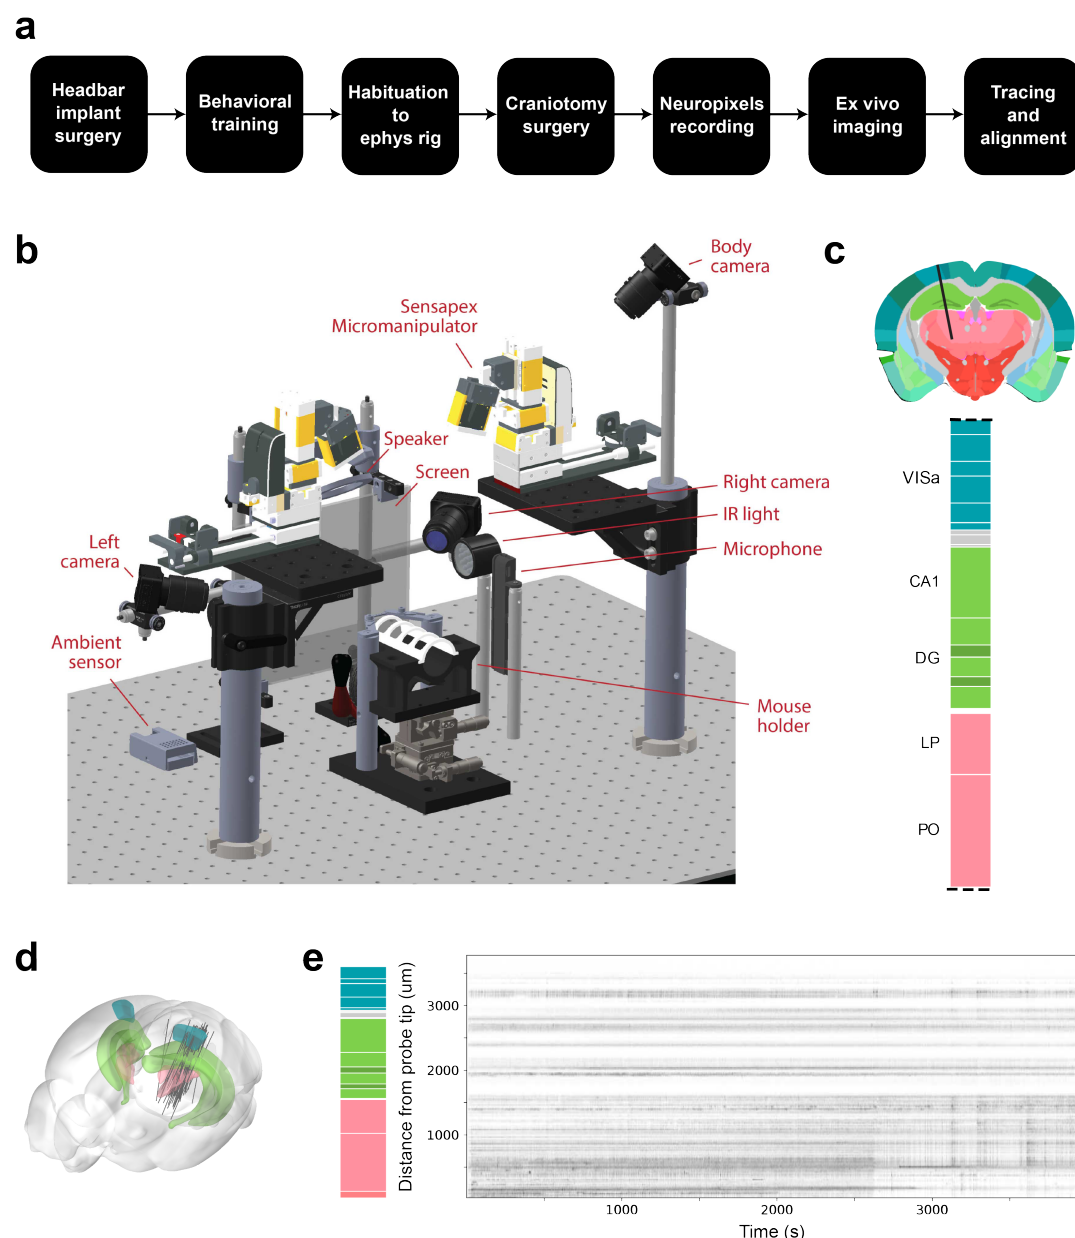 a
Headbar
implant
surgery
Behavioral
training
Habituation
to
ephys rig
Craniotomy
surgery
Neuropixels
recording
Ex vivo
imaging
Tracing
and
alignment
b
Body
camera
Sensapex
Micromanipulator
Speaker
Screen
Right camera
IR light
Microphone
Left
camera
Ambient
sensor
Mouse
holder
c
VISa
CA1
DG
LP
PO
d
e
Distance from probe tip (um)
3000
2000
1000
1000
2000
3000
Time (s)